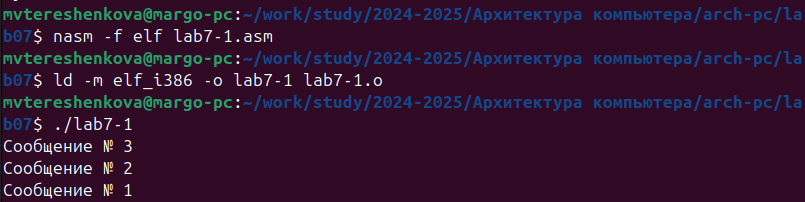 mvtereshenkova@margo-pc:~/work/study/2024-2025/Архитектура компьютера/arch-pc/la
b07$ nasm -f elf lab7-1.asm
mvtereshenkova@margo-pc:~/work/study/2024-2025/Архитектура компьютера/arch-pc/la
b07$ ld -m elf_i386 -o lab7-1 lab7-1.o
mvtereshenkova@margo-pc:~/work/study/2024-2025/Архитектура компьютера/arch-pc/la
b07$ ./lab7-1
Сообщение № 3
Сообщение № 2
Сообщение № 1